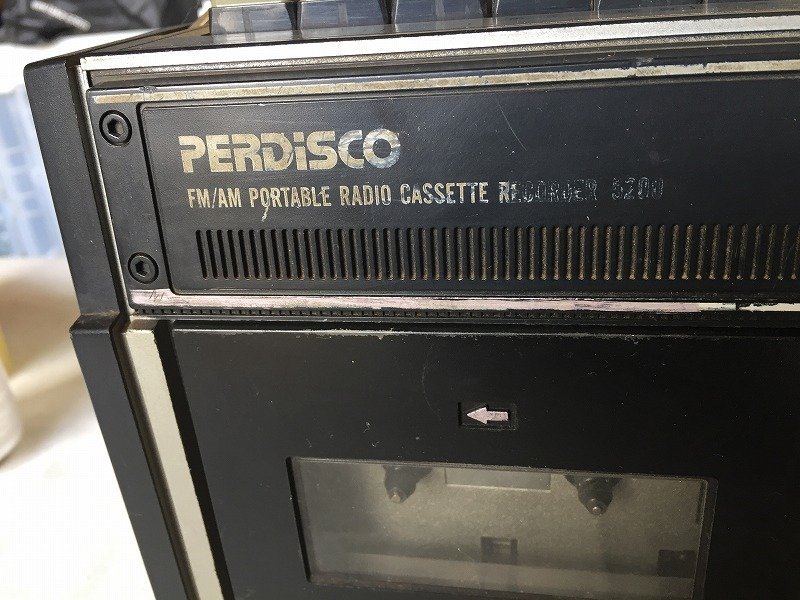 PERDiSCO
FM/AM PORTABLE RADIO CASSETTE RECORDER 5200